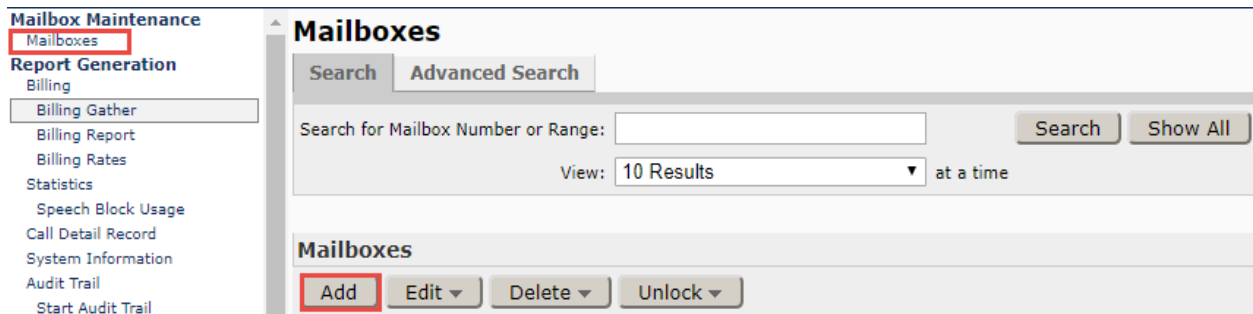 Mailbox Maintenance
Mailboxes
Report Generation
Billing
Billing Gather
Billing Report
Billing Rates
Statistics
Speech Block Usage
Call Detail Record
System Information
Audit Trail
Start Audit Trail
Mailboxes
Search Advanced Search
Search for Mailbox Number or Range: Search Show All
View: 10 Results at a time
Mailboxes
Add Edit Delete Unlock